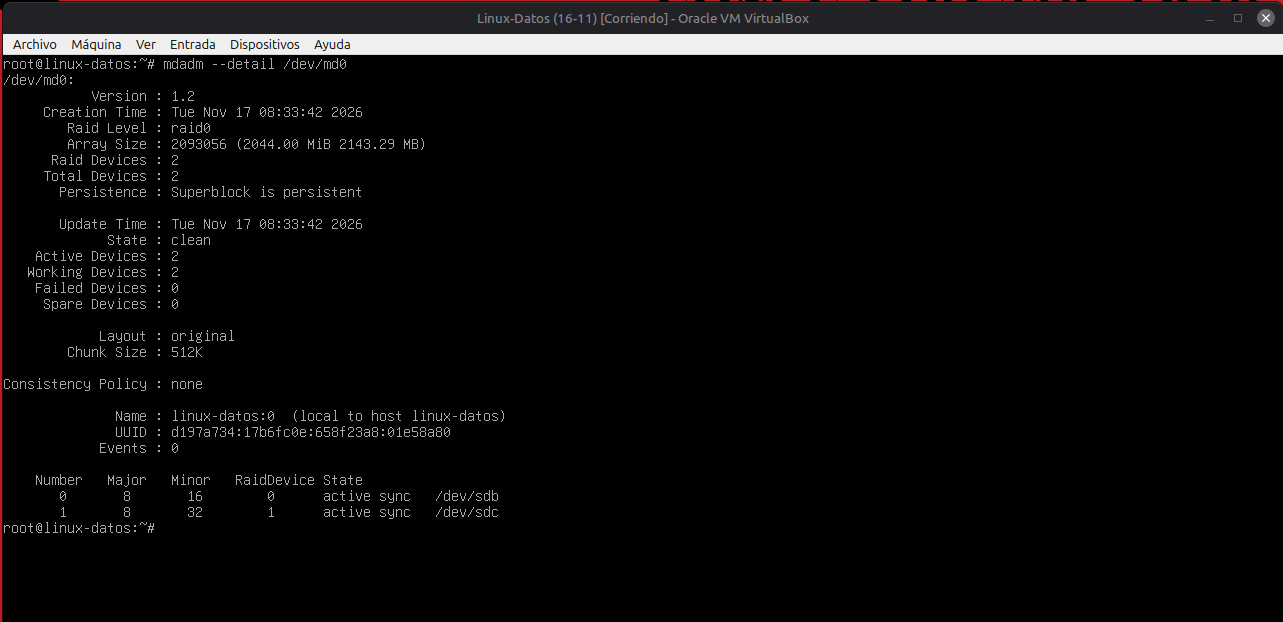 Linux-Datos (16-11) [Corriendo] - Oracle VM VirtualBox
Archivo Máquina Ver Entrada Dispositivos Ayuda
root@linux-datos:~# mdadm --detail /dev/md0
/dev/md0:
Version : 1.2
Creation Time : Tue Nov 17 08:33:42 2026
Raid Level : raid0
Array Size : 2093056 (2044.00 MiB 2143.29 MB)
Raid Devices : 2
Total Devices : 2
Persistence : Superblock is persistent
Update Time : Tue Nov 17 08:33:42 2026
State : clean
Active Devices : 2
Working Devices : 2
Failed Devices : 0
Spare Devices : 0
Layout : original
Chunk Size : 512K
Consistency Policy : none
Name : linux-datos:0 (local to host linux-datos)
UUID : d197a734:17b6fc0e:658f23a8:01e58a80
Events : 0
Number Major Minor RaidDevice State
0 8 16 0 active sync /dev/sdb
1 8 32 1 active sync /dev/sdc
root@linux-datos:~#